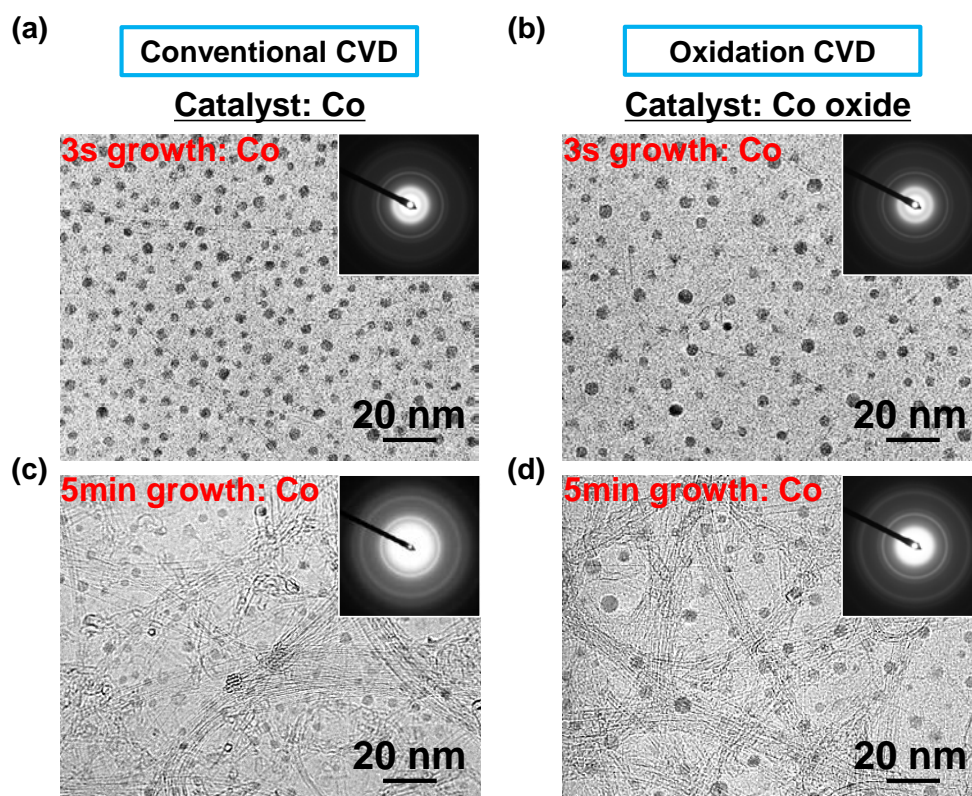 (a)
Conventional CVD
Catalyst: Co
3s growth: Co
20 nm
(b)
Oxidation CVD
Catalyst: Co oxide
3s growth: Co
20 nm
(c)
5min growth: Co
20 nm
(d)
5min growth: Co
20 nm